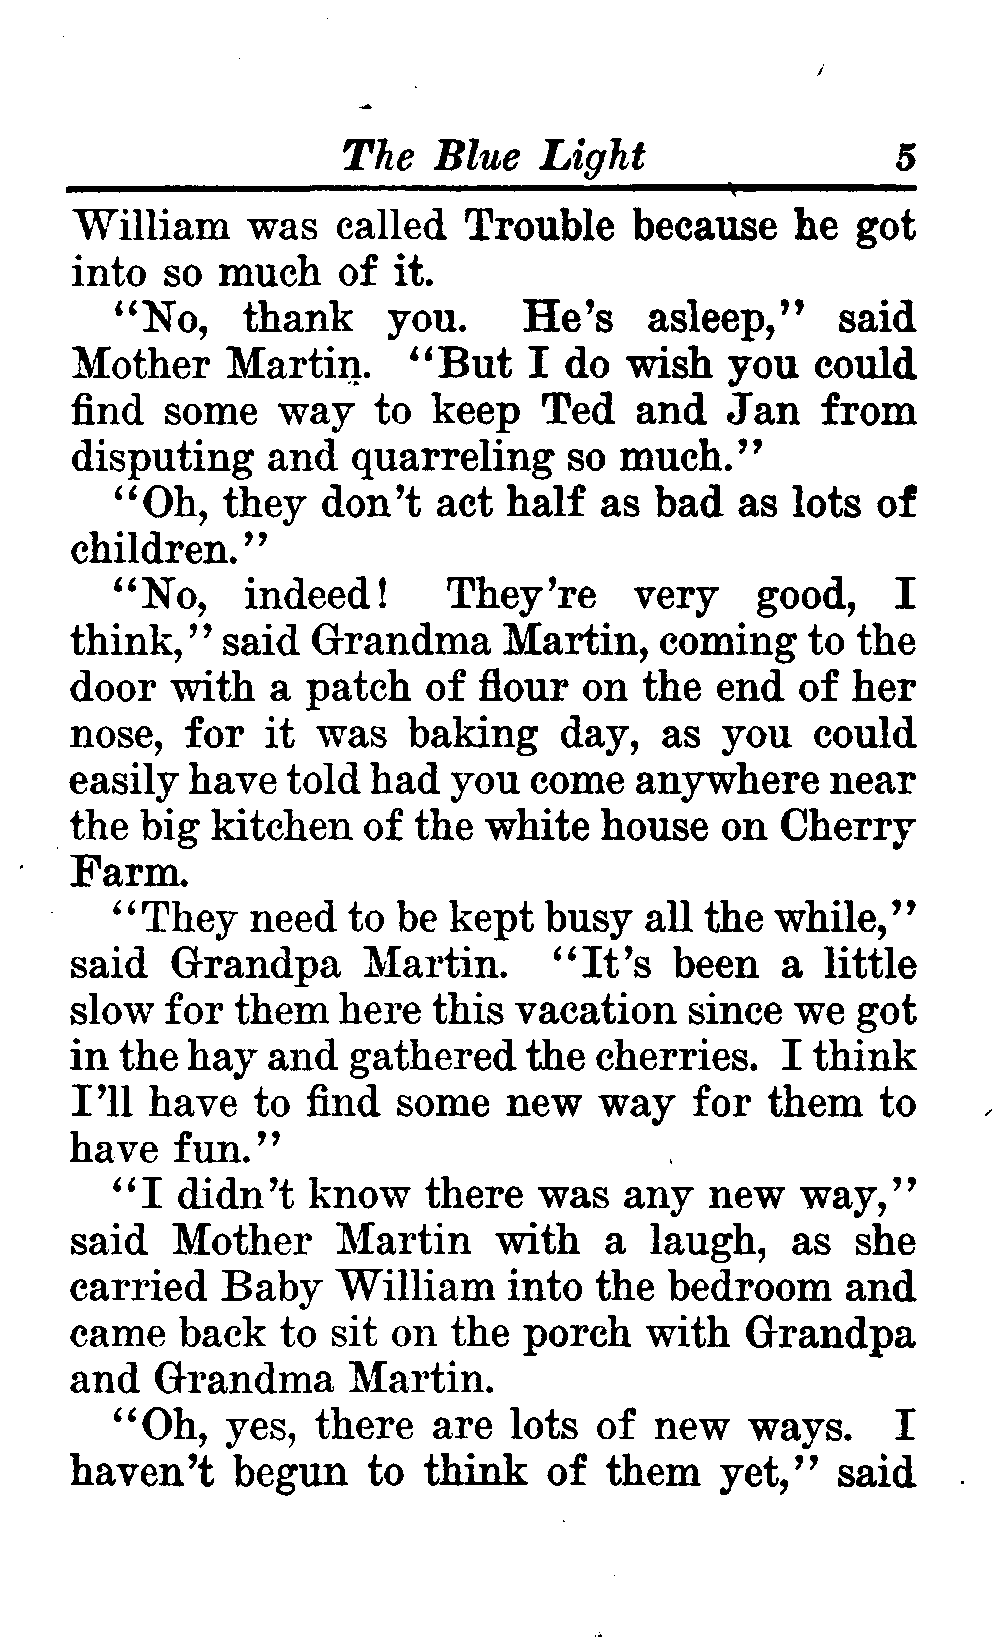 The Blue Light 5
William was called Trouble because he got
into so much of it.
"No, thank you. He's asleep," said
Mother Martin. "But I do wish you could
find some way to keep Ted and Jan from
disputing and quarreling so much."
"Oh, they don't act half as bad as lots of
children."
"No, indeed! They're very good, I
think," said Grandma Martin, coming to the
door with a patch of flour on the end of her
nose, for it was baking day, as you could
easily have told had you come anywhere near
the big kitchen of the white house on Cherry
Farm.
"They need to be kept busy all the while,"
said Grandpa Martin. "It's been a little
slow for them here this vacation since we got
in the hay and gathered the cherries. I think
I'll have to find some new way for them to
have fun."
"I didn't know there was any new way,"
said Mother Martin with a laugh, as she
carried Baby William into the bedroom and
came back to sit on the porch with Grandpa
and Grandma Martin.
"Oh, yes, there are lots of new ways. I
haven't begun to think of them yet," said